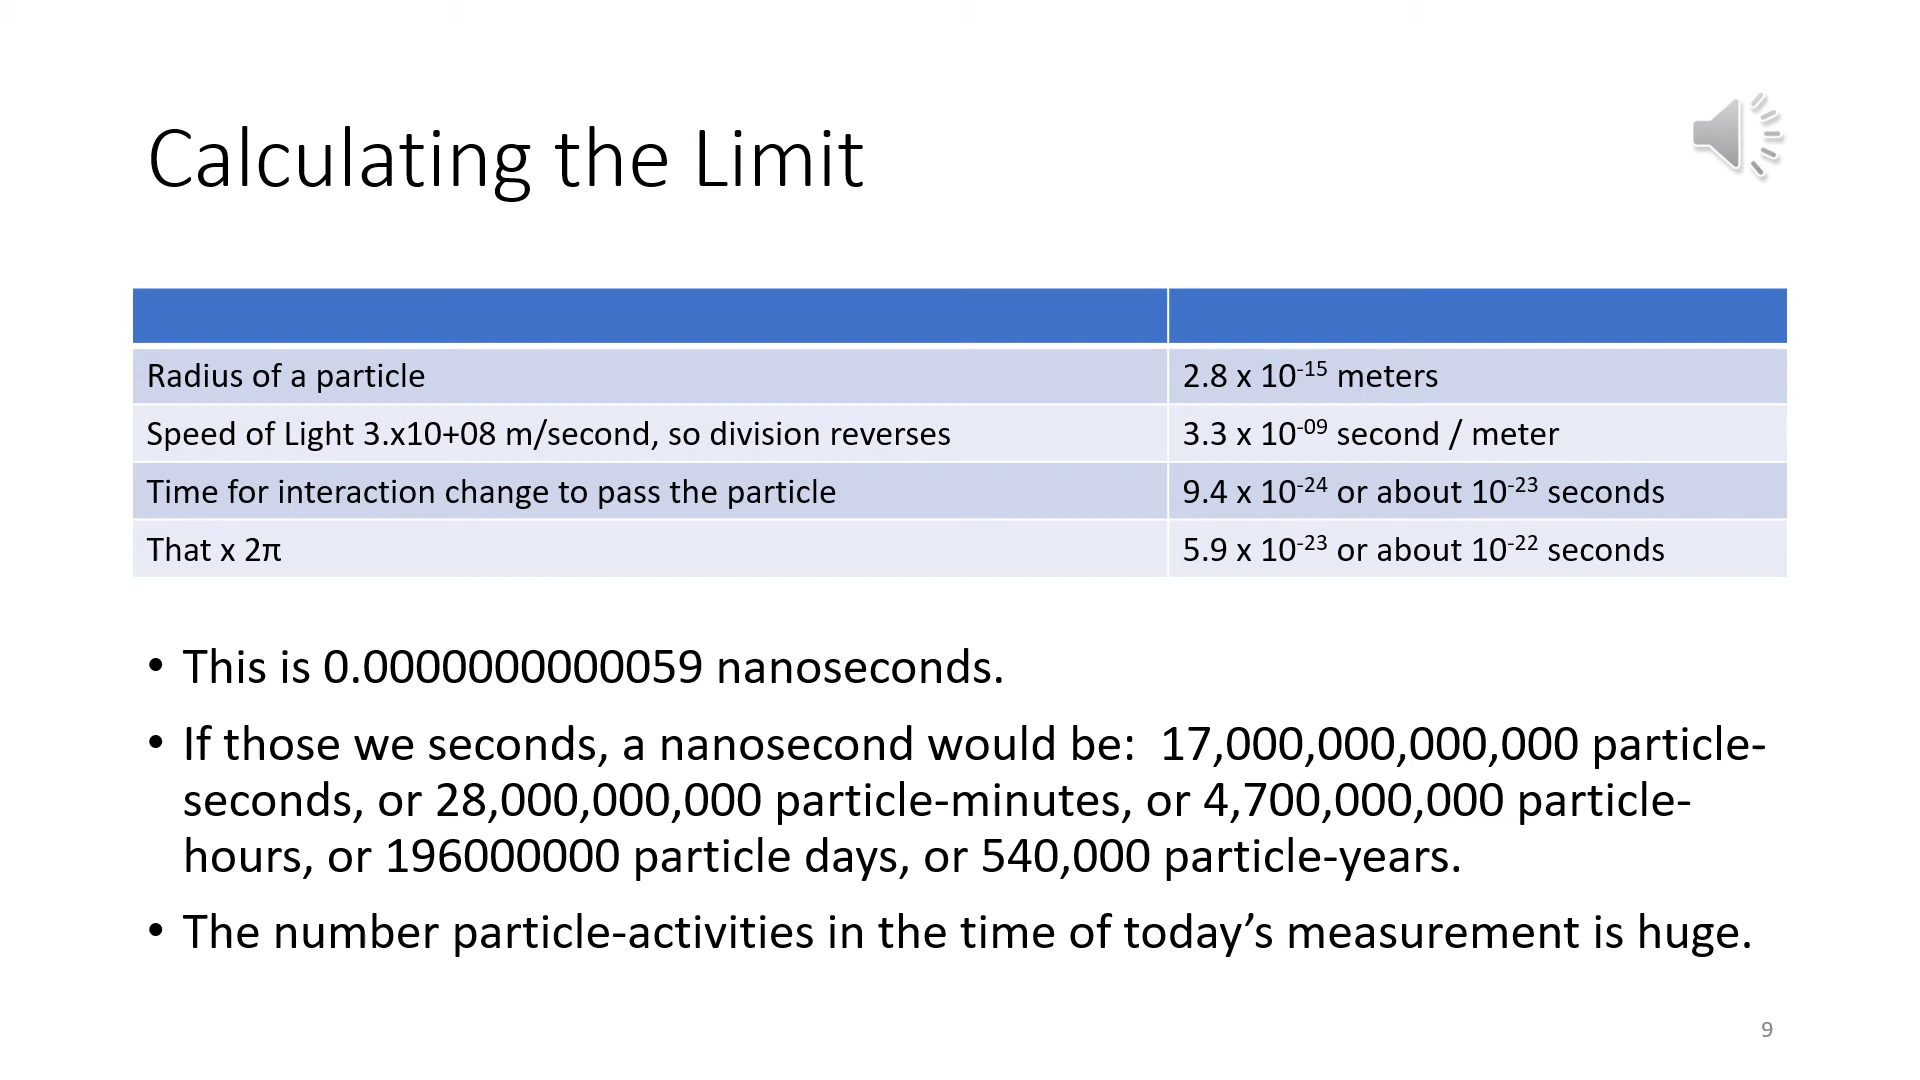 Calculating the Limit
Radius of a particle 2.8 x 10⁻¹⁵ meters
Speed of Light 3.x10+08 m/second, so division reverses 3.3 x 10⁻⁰⁹ second / meter
Time for interaction change to pass the particle 9.4 x 10⁻²⁴ or about 10⁻²³ seconds
That x 2π 5.9 x 10⁻²³ or about 10⁻²² seconds
• This is 0.0000000000059 nanoseconds.
• If those we seconds, a nanosecond would be:  17,000,000,000,000 particle-
seconds, or 28,000,000,000 particle-minutes, or 4,700,000,000 particle-
hours, or 196000000 particle days, or 540,000 particle-years.
• The number particle-activities in the time of today’s measurement is huge.
9